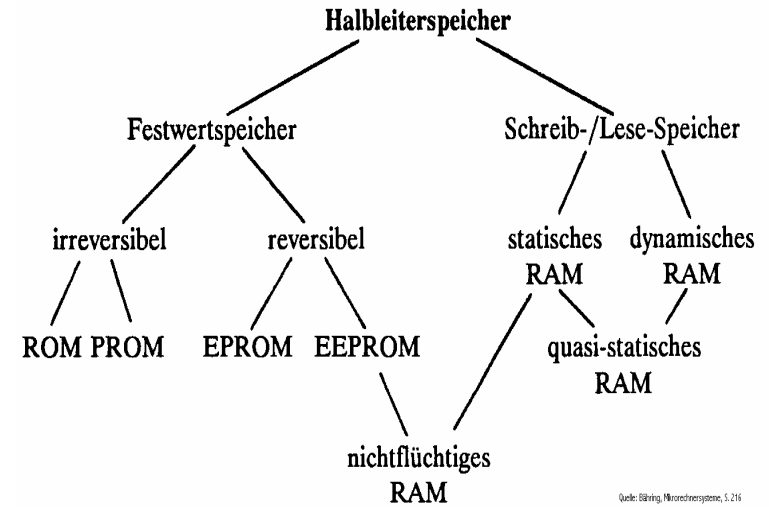 Halbleiterspeicher
Festwertspeicher
Schreib-/Lese-Speicher
irreversibel
reversibel
statisches
RAM
dynamisches
RAM
ROM PROM
EPROM
EEPROM
quasi-statisches
RAM
nichtflüchtiges
RAM
Quelle: Bähring, Mikrorechnersysteme, S. 216